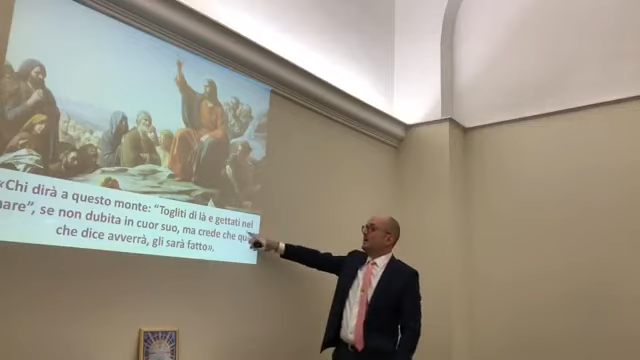 «Chi dirà a questo monte: “Togliti di là e gettati nel
mare”, se non dubita in cuor suo, ma crede che
che dice avverrà, gli sarà fatto».